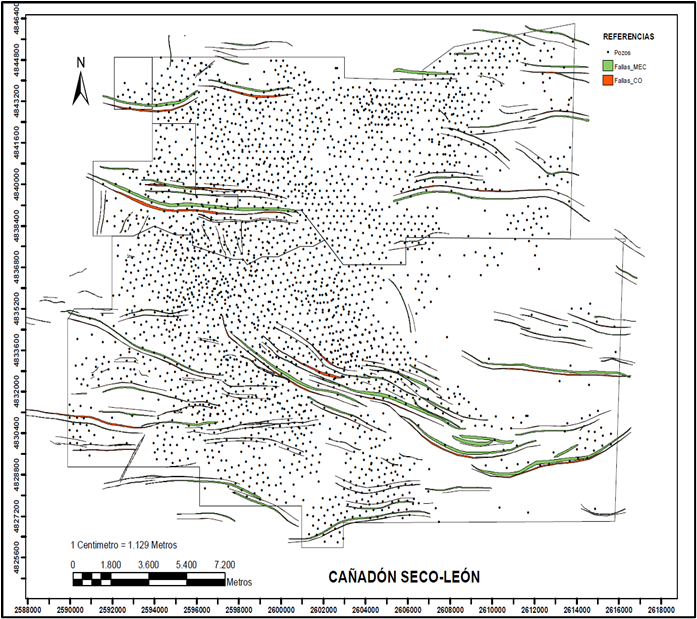 REFERENCIAS
Pozos
Fallas_MEC
Fallas_CO
N
4846400
4844800
4843200
4841600
4840000
4838400
4836800
4835200
4833600
4832000
4830400
4828800
4827200
4825600
1 Centimetro = 1.129 Metros
0 1.800 3.600 5.400 7.200
Metros
CAÑADÓN SECO-LEÓN
2588000 2590000 2592000 2594000 2596000 2598000 2600000 2602000 2604000 2606000 2608000 2610000 2612000 2614000 2616000 2618000